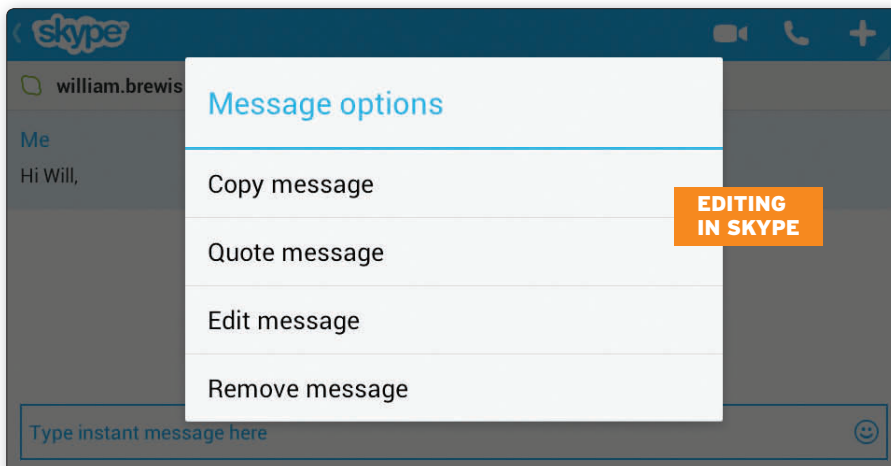 skype
william.brewis
Message options
Me
Hi Will,
Copy message
EDITING
IN SKYPE
Quote message
Edit message
Remove message
Type instant message here